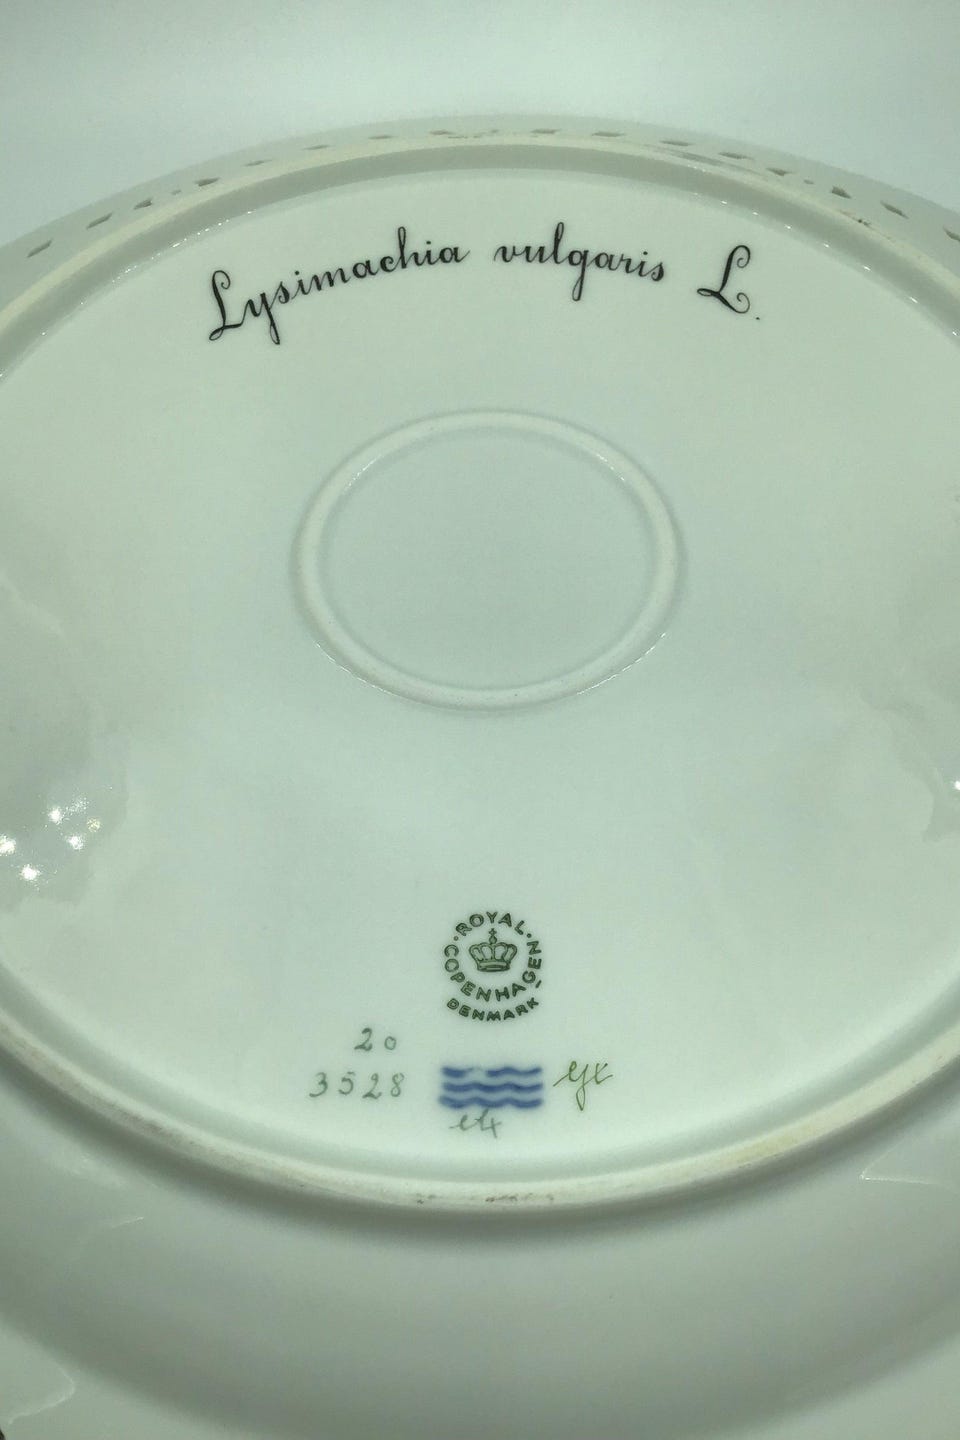 Lysimachia vulgaris L.
ROYAL COPENHAGEN
DENMARK
20
3528